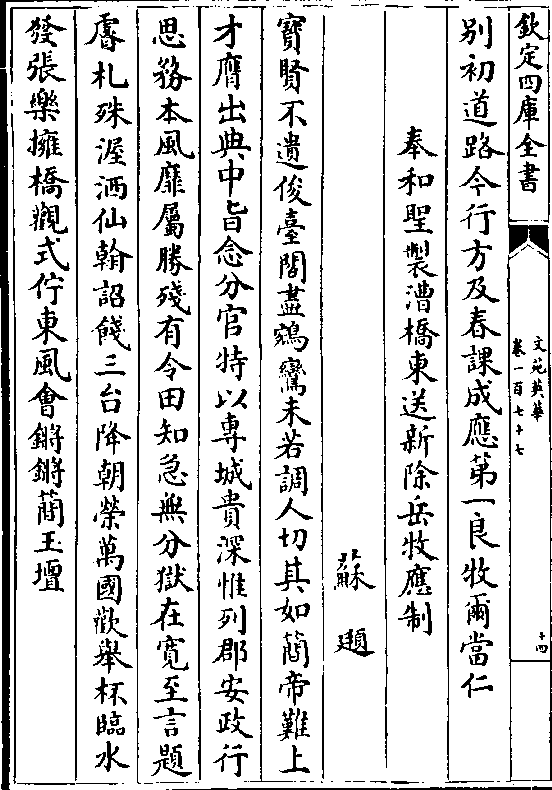 欽定四庫全書
文苑英華
卷一百七十七
十四
别初道路今行方及春課成應第一良牧爾當仁
奉和聖製漕橋東送新除岳牧應制
蘇頲
寶賢不遺俊臺閣盡鵷鸞未若調人切其如簡帝難上
才膺出典中㫖念分官特以專城貴深惟列郡安政行
思務本風靡屬勝殘有令田知急無分獄在寛至言題
睿札殊渥洒仙翰詔餞三台降朝榮萬國歡舉杯臨水
發張樂擁橋觀式佇東風會鏘鏘蕳玉壇